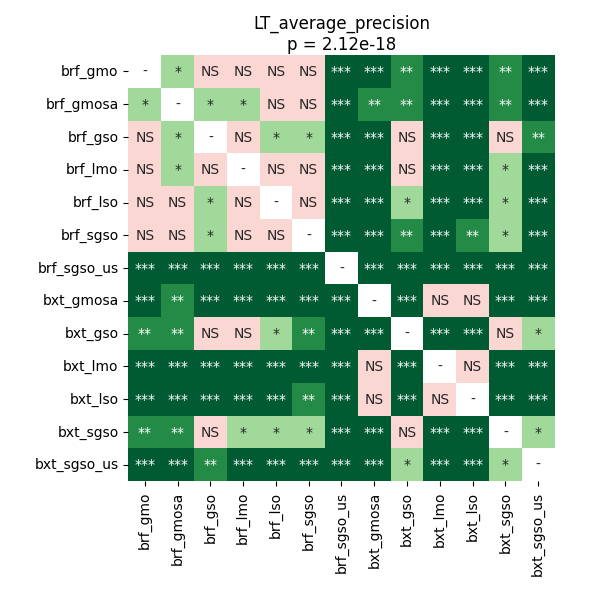 LT_average_precision
p = 2.12e-18
brf_gmo - * NS NS NS NS *** *** ** *** *** ** ***
brf_gmosa * - * * NS NS *** ** ** *** *** ** ***
brf_gso NS * - NS * * *** *** NS *** *** NS **
brf_lmo NS * NS - NS NS *** *** NS *** *** * ***
brf_lso NS NS * NS - NS *** *** * *** *** * ***
brf_sgso NS NS * NS NS - *** *** ** *** ** * ***
brf_sgso_us *** *** *** *** *** *** - *** *** *** *** *** ***
bxt_gmosa *** ** *** *** *** *** *** - *** NS NS *** ***
bxt_gso ** ** NS NS * ** *** *** - *** *** NS *
bxt_lmo *** *** *** *** *** *** *** NS *** - NS *** ***
bxt_lso *** *** *** *** *** ** *** NS *** NS - *** ***
bxt_sgso ** ** NS * * * *** *** NS *** *** - *
bxt_sgso_us *** *** ** *** *** *** *** *** * *** *** * -
brf_gmo brf_gmosa brf_gso brf_lmo brf_lso brf_sgso brf_sgso_us bxt_gmosa bxt_gso bxt_lmo bxt_lso bxt_sgso bxt_sgso_us